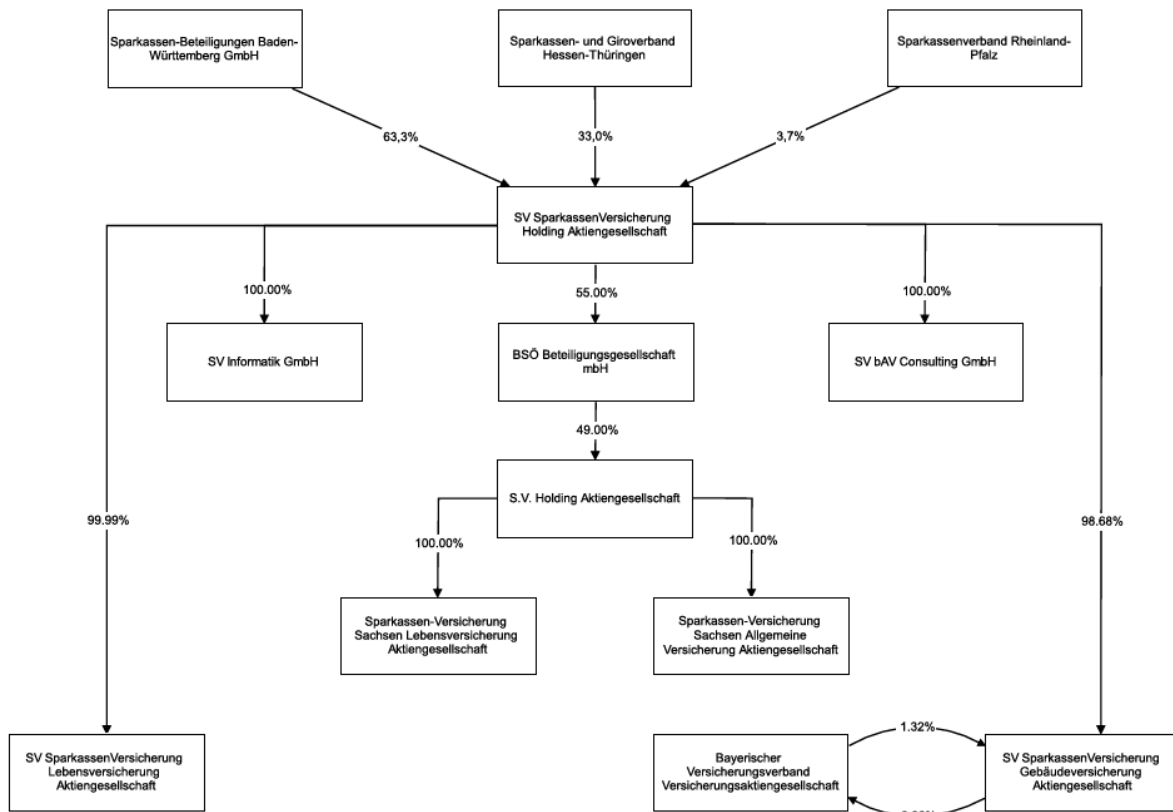 Sparkassen-Beteiligungen Baden-
Württemberg GmbH
Sparkassen- und Giroverband
Hessen-Thüringen
Sparkassenverband Rheinland-
Pfalz
63,3%
33,0%
3,7%
SV SparkassenVersicherung
Holding Aktiengesellschaft
100.00%
55.00%
100.00%
SV Informatik GmbH
BSÖ Beteiligungsgesellschaft
mbH
SV bAV Consulting GmbH
49.00%
S.V. Holding Aktiengesellschaft
99.99%
98.68%
100.00%
100.00%
Sparkassen-Versicherung
Sachsen Lebensversicherung
Aktiengesellschaft
Sparkassen-Versicherung
Sachsen Allgemeine
Versicherung Aktiengesellschaft
1.32%
SV SparkassenVersicherung
Lebensversicherung
Aktiengesellschaft
Bayerischer
Versicherungsverband
Versicherungsaktiengesellschaft
SV SparkassenVersicherung
Gebäudeversicherung
Aktiengesellschaft